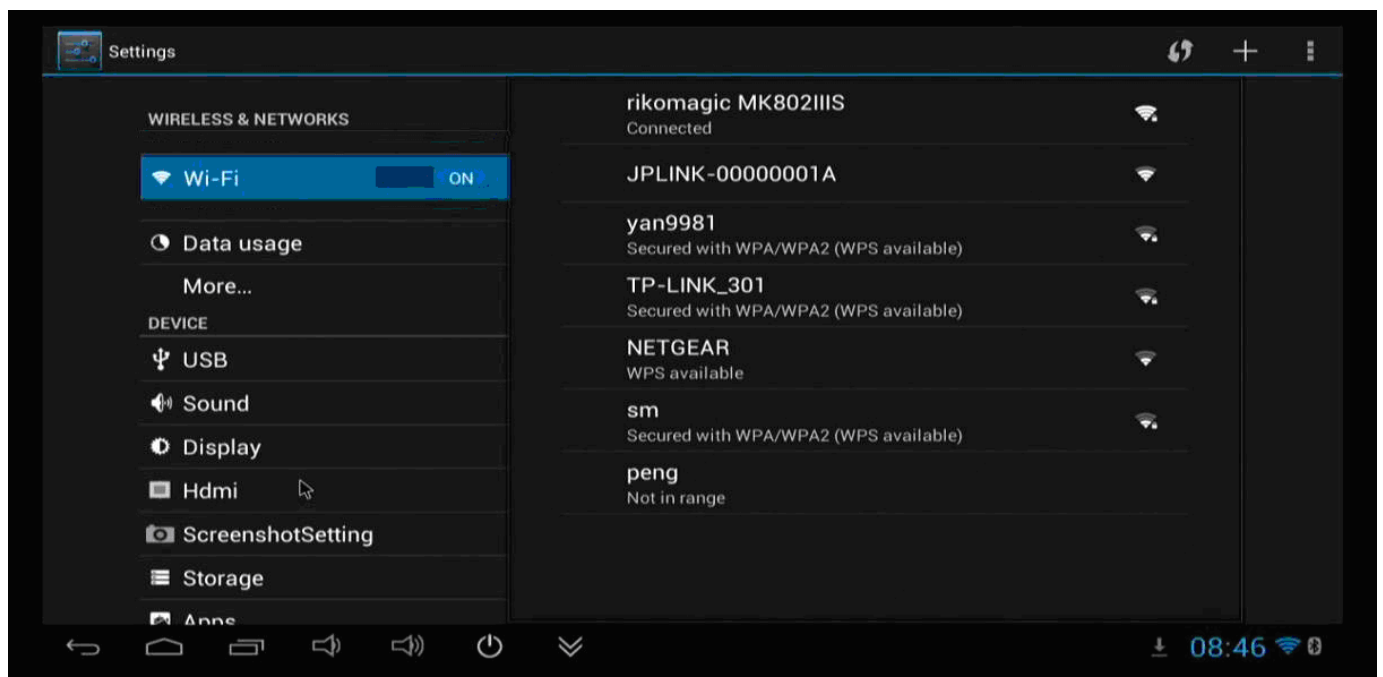 Settings
WIRELESS & NETWORKS
Wi-Fi ON
Data usage
More...
DEVICE
USB
Sound
Display
Hdmi
ScreenshotSetting
Storage
Apps
rikomagic MK802IIIS
Connected
JPLINK-00000001A
yan9981
Secured with WPA/WPA2 (WPS available)
TP-LINK_301
Secured with WPA/WPA2 (WPS available)
NETGEAR
WPS available
sm
Secured with WPA/WPA2 (WPS available)
peng
Not in range
08:46